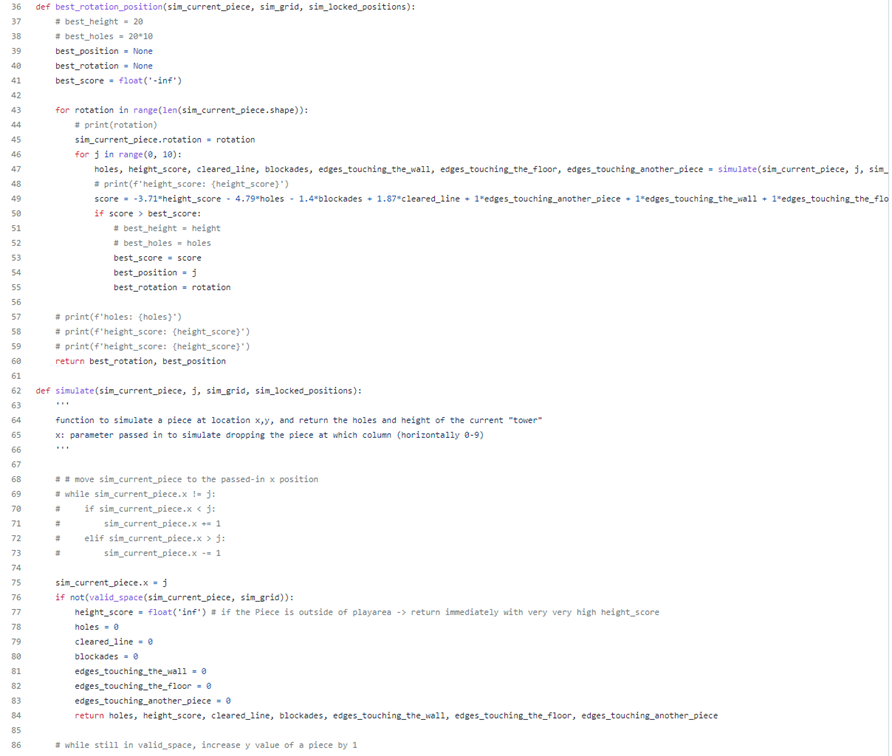 36 def best_rotation_position(sim_current_piece, sim_grid, sim_locked_positions):
37     # best_height = 20
38     # best_holes = 20*10
39     best_position = None
40     best_rotation = None
41     best_score = float('-inf')
42
43     for rotation in range(len(sim_current_piece.shape)):
44         # print(rotation)
45         sim_current_piece.rotation = rotation
46         for j in range(0, 10):
47             holes, height_score, cleared_line, blockades, edges_touching_the_wall, edges_touching_the_floor, edges_touching_another_piece = simulate(sim_current_piece, j, sim_
48             # print(f'height_score: {height_score}')
49             score = -3.71*height_score - 4.79*holes - 1.4*blockades + 1.87*cleared_line + 1*edges_touching_another_piece + 1*edges_touching_the_wall + 1*edges_touching_the_flo
50             if score > best_score:
51                 # best_height = height
52                 # best_holes = holes
53                 best_score = score
54                 best_position = j
55                 best_rotation = rotation
56
57     # print(f'holes: {holes}')
58     # print(f'height_score: {height_score}')
59     # print(f'height_score: {height_score}')
60     return best_rotation, best_position
61
62 def simulate(sim_current_piece, j, sim_grid, sim_locked_positions):
63     '''
64     function to simulate a piece at location x,y, and return the holes and height of the current "tower"
65     x: parameter passed in to simulate dropping the piece at which column (horizontally 0-9)
66     '''
67
68     # # move sim_current_piece to the passed-in x position
69     # while sim_current_piece.x != j:
70     #     if sim_current_piece.x < j:
71     #         sim_current_piece.x += 1
72     #     elif sim_current_piece.x > j:
73     #         sim_current_piece.x -= 1
74
75     sim_current_piece.x = j
76     if not(valid_space(sim_current_piece, sim_grid)):
77         height_score = float('inf') # if the Piece is outside of playarea -> return immediately with very very high height_score
78         holes = 0
79         cleared_line = 0
80         blockades = 0
81         edges_touching_the_wall = 0
82         edges_touching_the_floor = 0
83         edges_touching_another_piece = 0
84         return holes, height_score, cleared_line, blockades, edges_touching_the_wall, edges_touching_the_floor, edges_touching_another_piece
85
86     # while still in valid_space, increase y value of a piece by 1